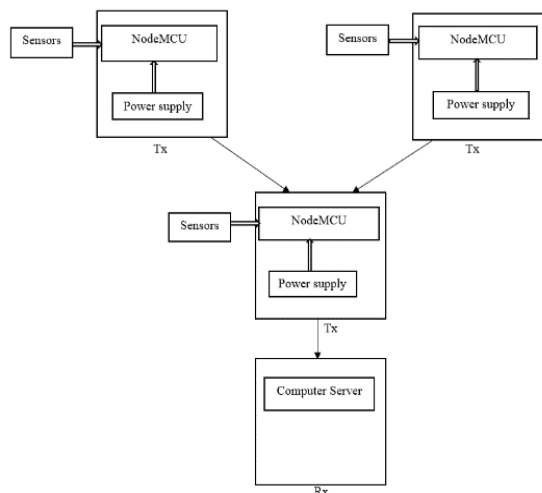 Sensors
NodeMCU
Power supply
Tx
Sensors
NodeMCU
Power supply
Tx
Sensors
NodeMCU
Power supply
Tx
Computer Server
Rx